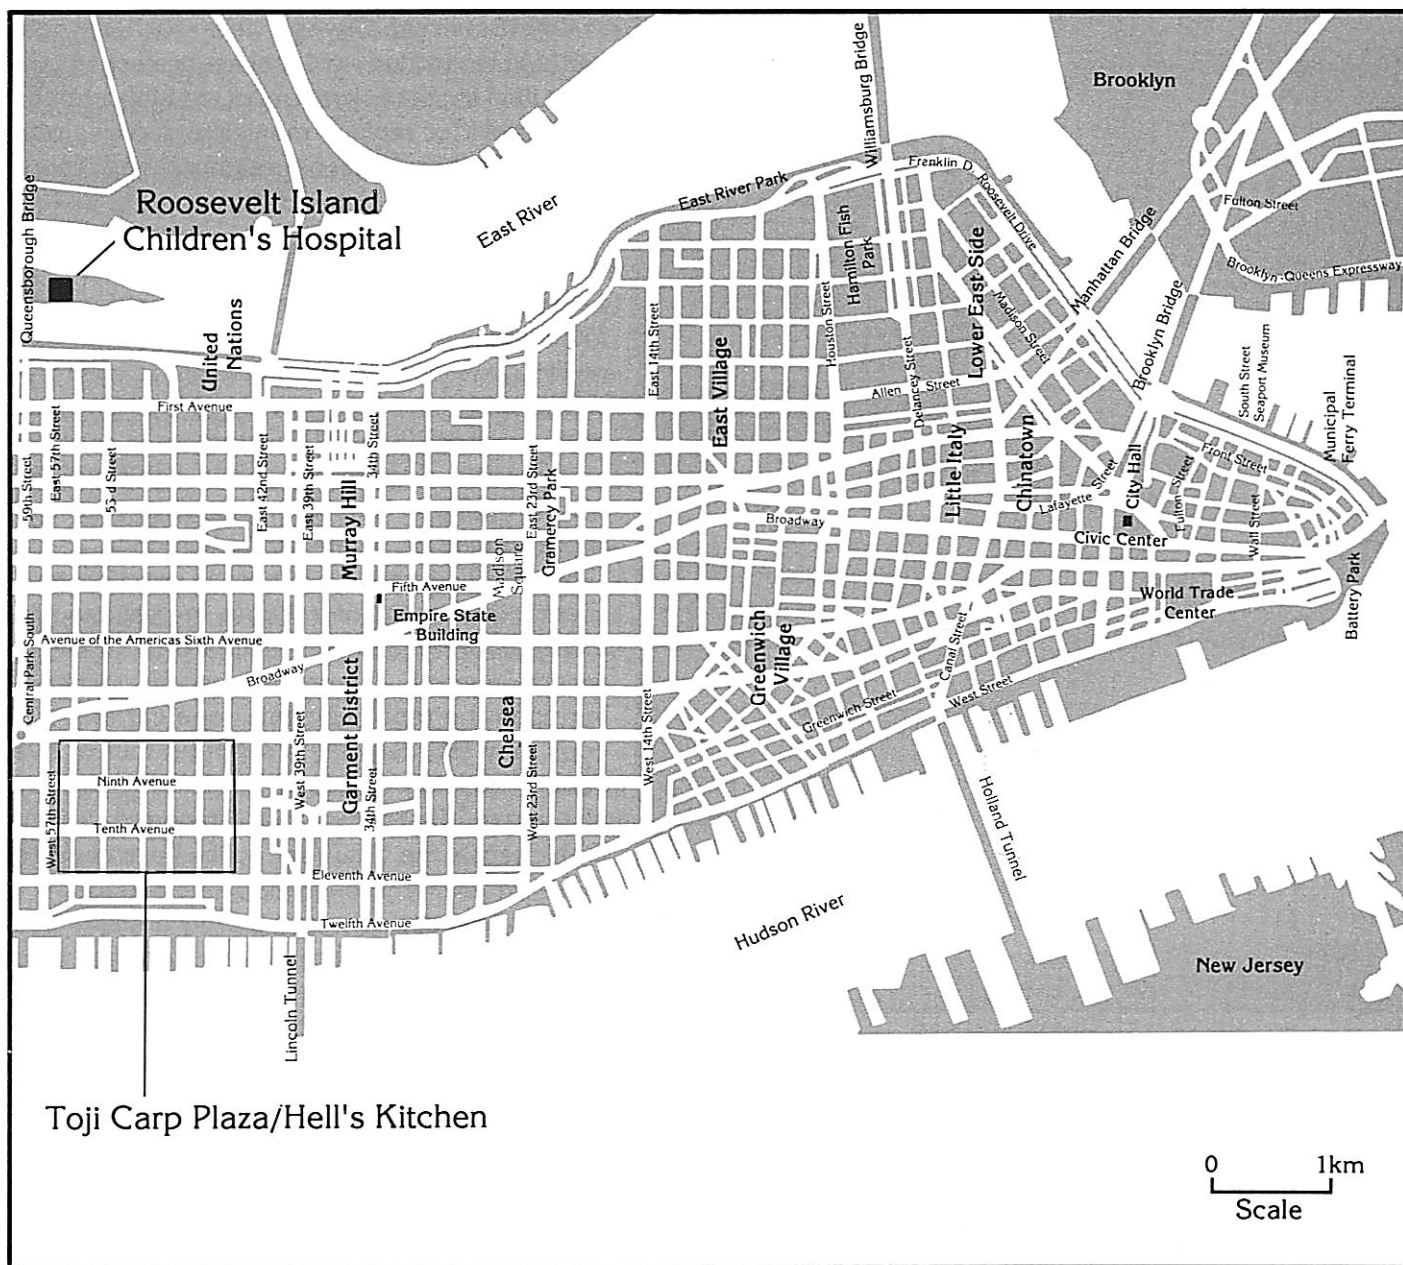 Brooklyn
Williamsburg Bridge
Franklin D. Roosevelt Drive
East River Park
East River
Queensborough Bridge
Roosevelt Island
Children's Hospital
Hamilton Fish
Park
Manhattan Bridge
Fulton Street
Brooklyn-Queens Expressway
Lower East Side
Madison Street
Brooklyn Bridge
United
Nations
East 14th Street
Houston Street
East Village
Delancey Street
Allen Street
South Street
Seaport Museum
Municipal
Ferry Terminal
First Avenue
59th Street
East 57th Street
53rd Street
East 42nd Street
East 39th Street
34th Street
Murray Hill
East 23rd Street
Gramercy Park
Little Italy
Chinatown
Lafayette Street
City Hall
Fulton Street
Front Street
Wall Street
Broadway
Civic Center
Madison
Square
Fifth Avenue
Empire State
Building
World Trade
Center
Battery Park
Central Park South
Avenue of the Americas Sixth Avenue
Broadway
Greenwich
Village
Canal Street
West Street
Greenwich Street
Garment District
Chelsea
West 14th Street
West 57th Street
Ninth Avenue
Tenth Avenue
West 39th Street
34th Street
West 23rd Street
Holland Tunnel
Eleventh Avenue
Twelfth Avenue
Hudson River
Lincoln Tunnel
New Jersey
Toji Carp Plaza/Hell's Kitchen
0 1km
Scale